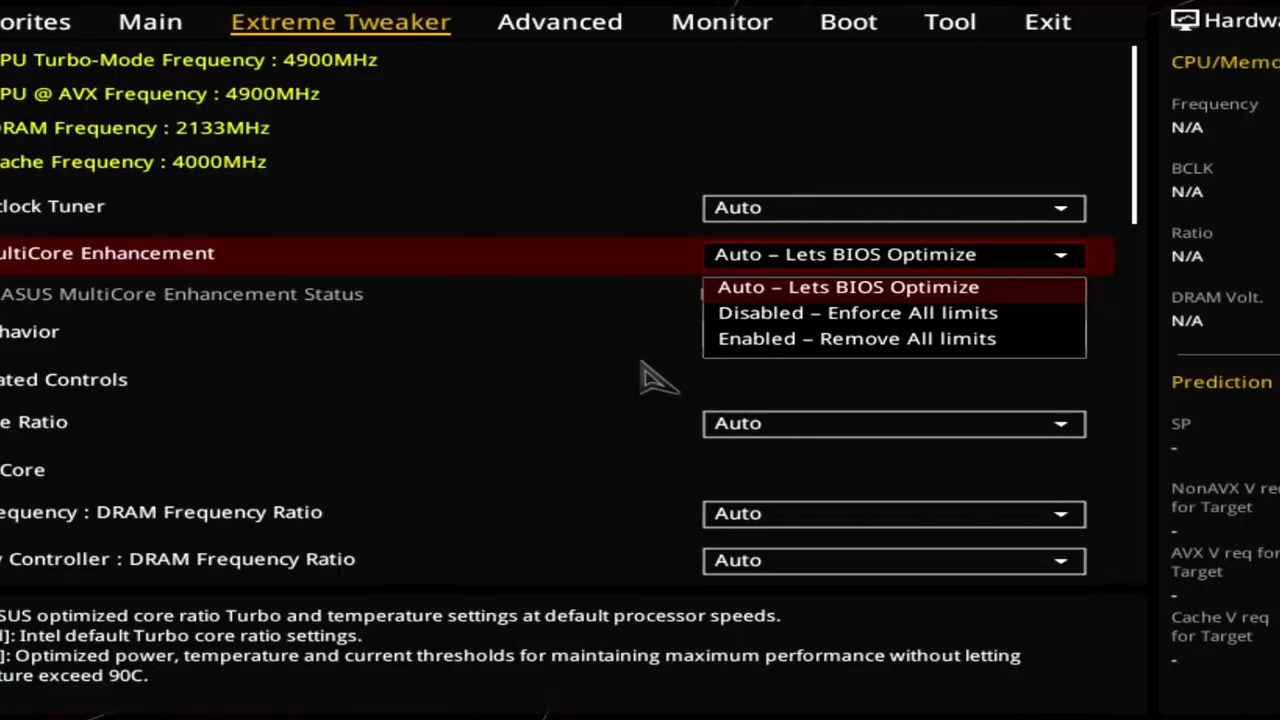 orites Main Extreme Tweaker Advanced Monitor Boot Tool Exit
PU Turbo-Mode Frequency : 4900MHz
PU @ AVX Frequency : 4900MHz
DRAM Frequency : 2133MHz
ache Frequency : 4000MHz
clock Tuner Auto
ultiCore Enhancement Auto – Lets BIOS Optimize
ASUS MultiCore Enhancement Status
Auto – Lets BIOS Optimize
Disabled – Enforce All limits
Enabled – Remove All limits
havior
ated Controls
e Ratio Auto
Core
equency : DRAM Frequency Ratio Auto
y Controller : DRAM Frequency Ratio Auto
SUS optimized core ratio Turbo and temperature settings at default processor speeds.
d]: Intel default Turbo core ratio settings.
]: Optimized power, temperature and current thresholds for maintaining maximum performance without letting
ture exceed 90C.
Hardwa
CPU/Memo
Frequency
N/A
BCLK
N/A
Ratio
N/A
DRAM Volt.
N/A
Prediction
SP
-
NonAVX V req
for Target
-
AVX V req for
Target
-
Cache V req
for Target
-